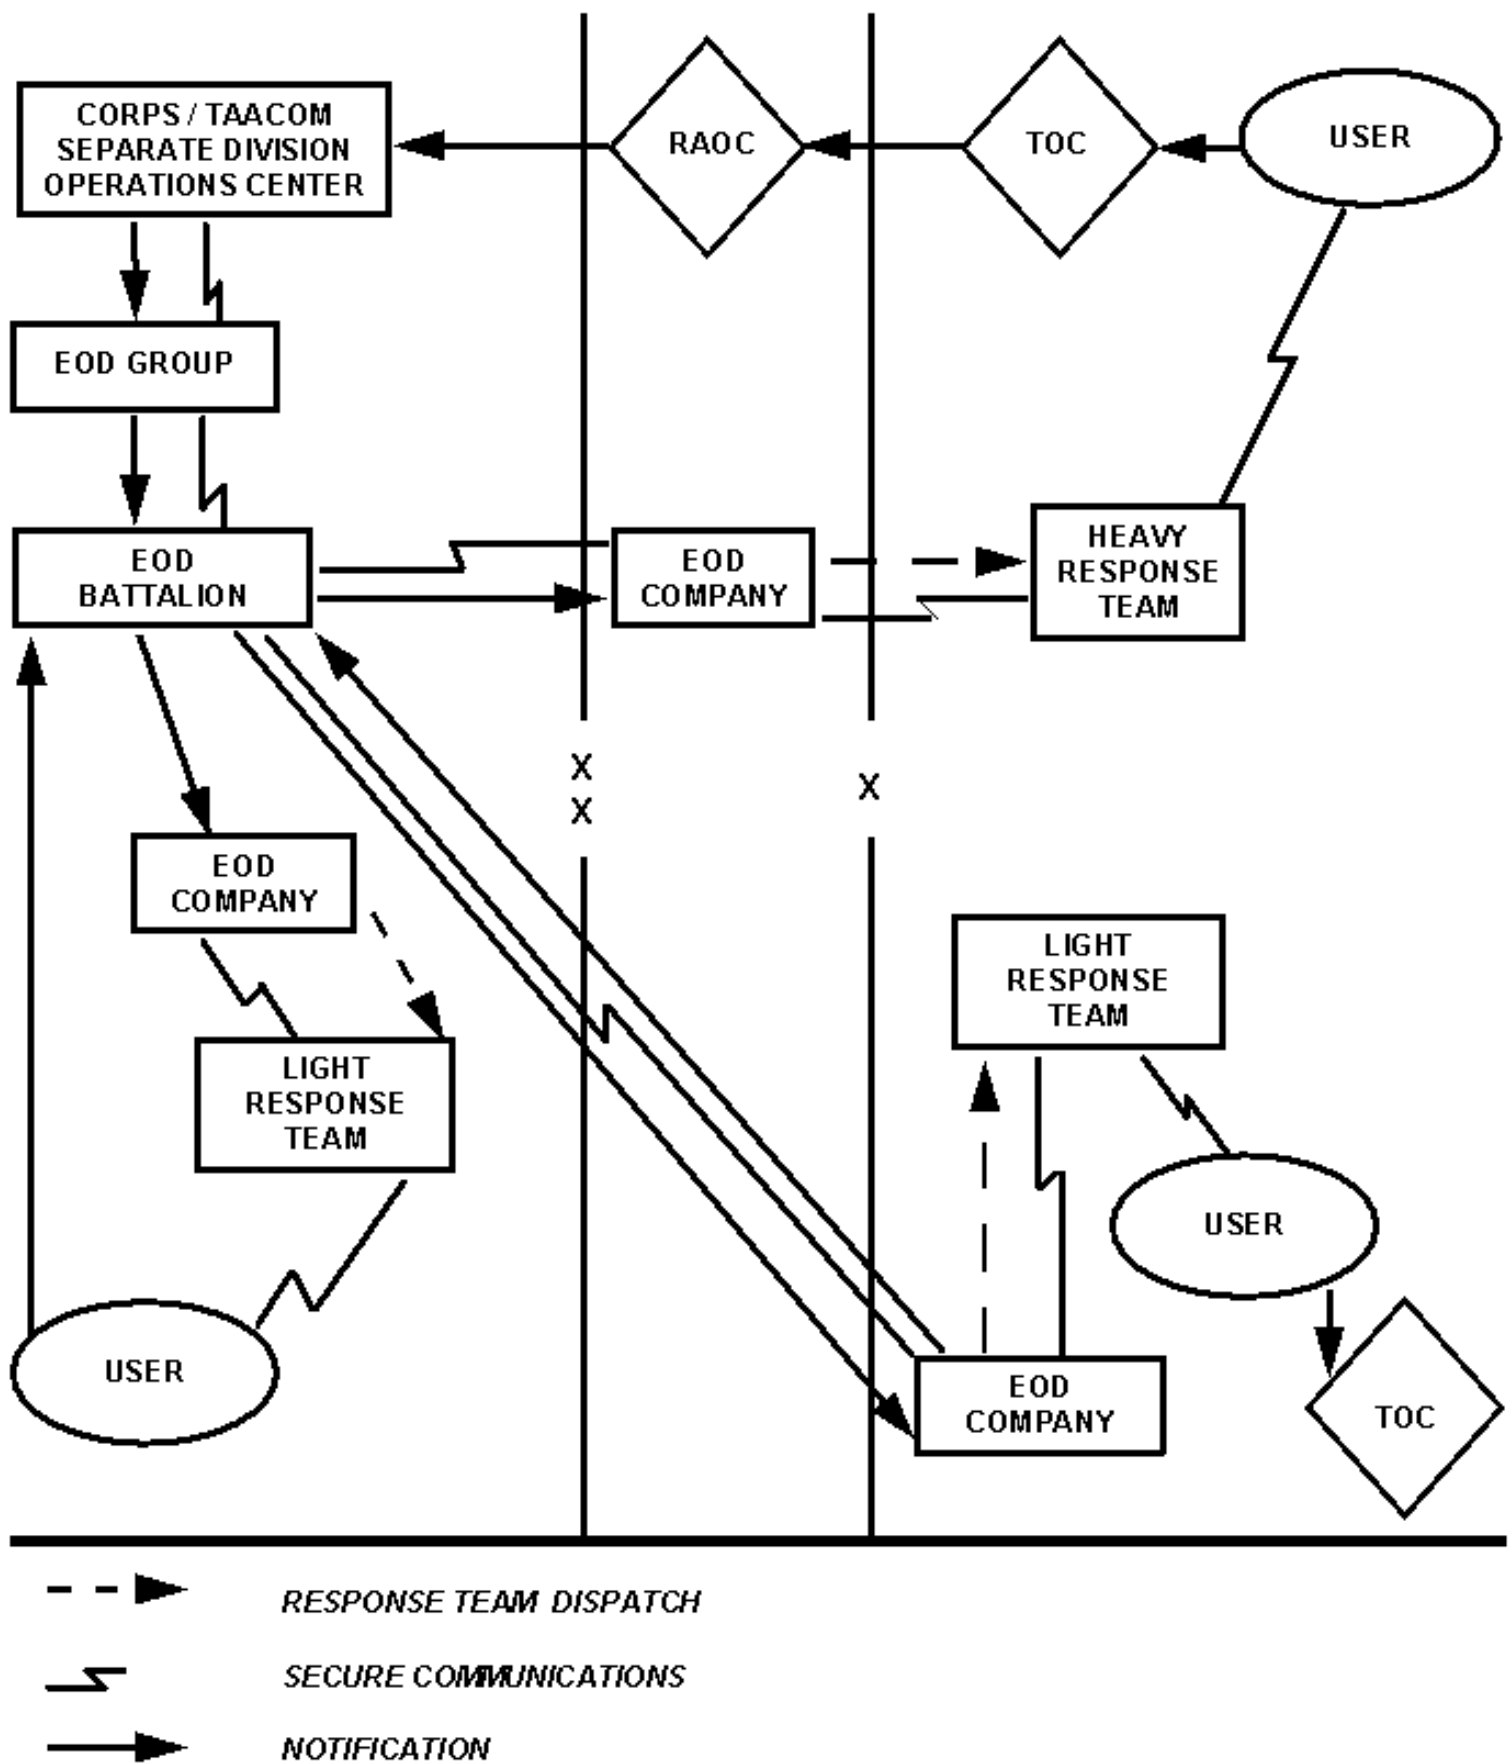 CORPS / TAACOM
SEPARATE DIVISION
OPERATIONS CENTER
RAOC
TOC
USER
EOD GROUP
EOD
BATTALION
EOD
COMPANY
HEAVY
RESPONSE
TEAM
X
X
X
EOD
COMPANY
LIGHT
RESPONSE
TEAM
LIGHT
RESPONSE
TEAM
USER
USER
EOD
COMPANY
TOC
RESPONSE TEAM DISPATCH
SECURE COMMUNICATIONS
NOTIFICATION